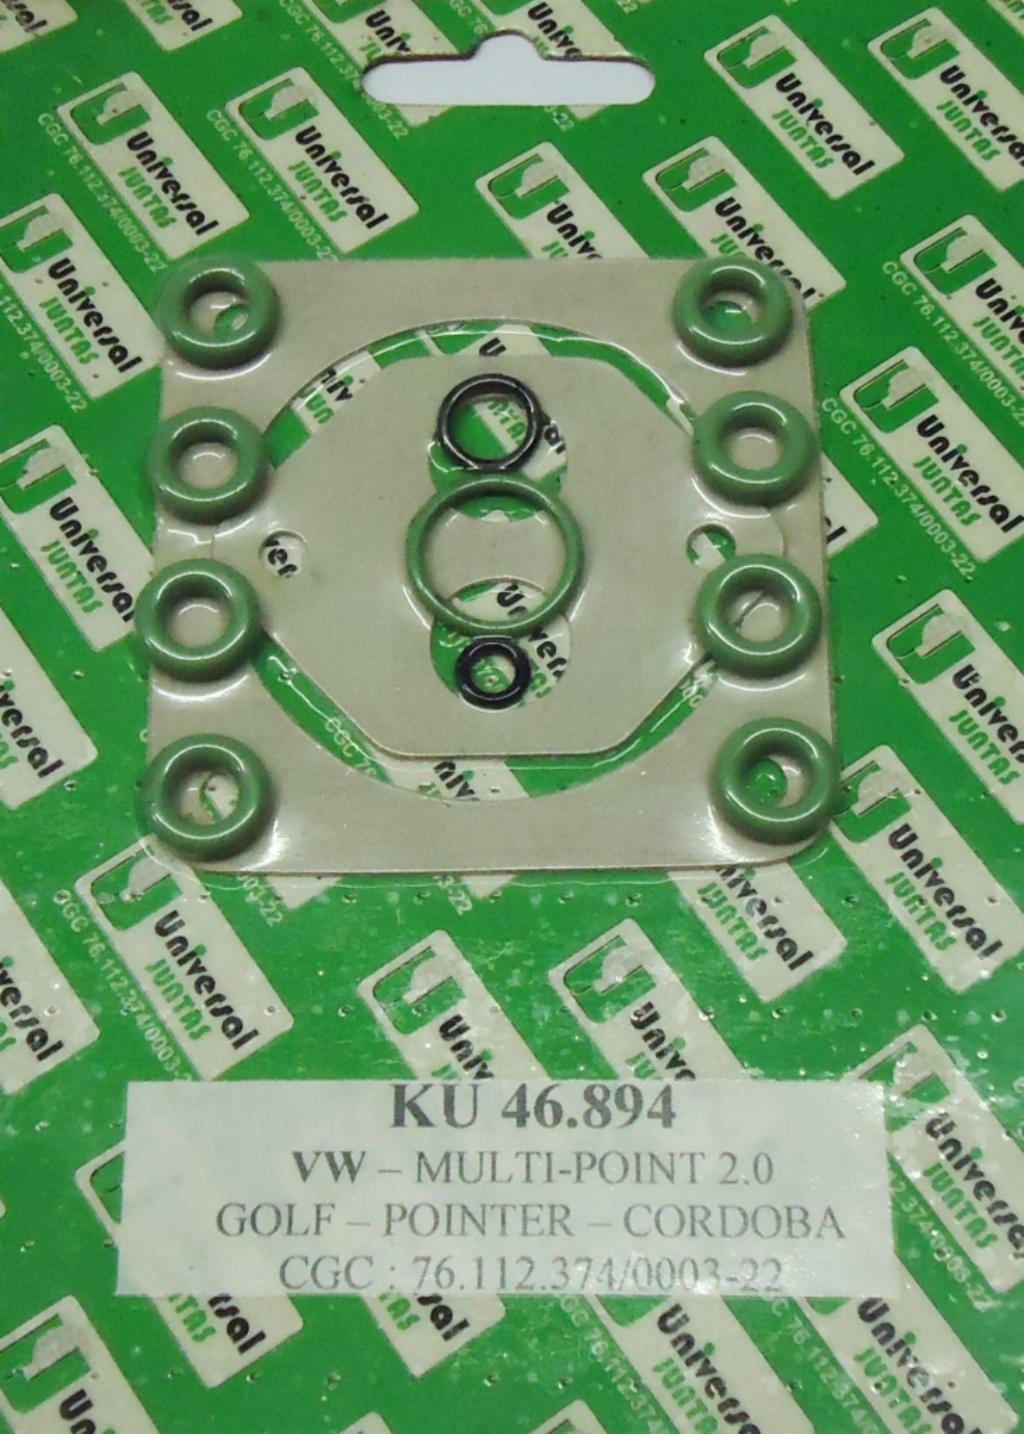 Universal
JUNTAS
CGC 76.112.374/0003-22
KU 46.894
VW – MULTI-POINT 2.0
GOLF – POINTER – CORDOBA
CGC : 76.112.374/0003-22